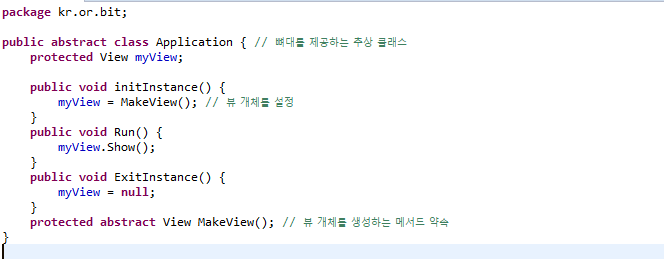 package kr.or.bit;
public abstract class Application { // 뼈대를 제공하는 추상 클래스
protected View myView;
public void initInstance() {
myView = MakeView(); // 뷰 개체를 설정
}
public void Run() {
myView.Show();
}
public void ExitInstance() {
myView = null;
}
protected abstract View MakeView(); // 뷰 개체를 생성하는 메서드 약속
}